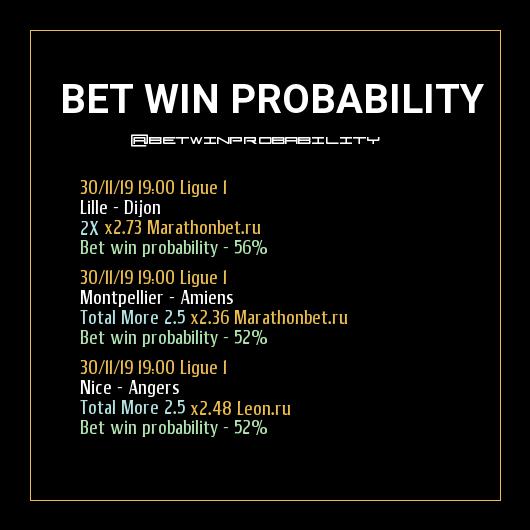 BET WIN PROBABILITY
@BETWINPROBABILITY
30/11/19 19:00 Ligue 1
Lille - Dijon
2X x2.73 Marathonbet.ru
Bet win probability - 56%
30/11/19 19:00 Ligue 1
Montpellier - Amiens
Total More 2.5 x2.36 Marathonbet.ru
Bet win probability - 52%
30/11/19 19:00 Ligue 1
Nice - Angers
Total More 2.5 x2.48 Leon.ru
Bet win probability - 52%